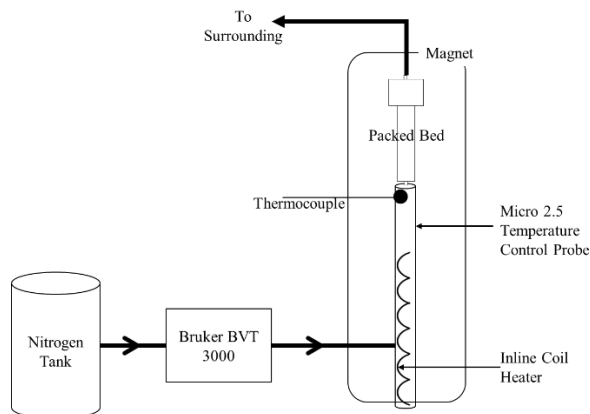 To
Surrounding
Magnet
Packed Bed
Thermocouple
Micro 2.5
Temperature
Control Probe
Nitrogen
Tank
Bruker BVT
3000
Inline Coil
Heater